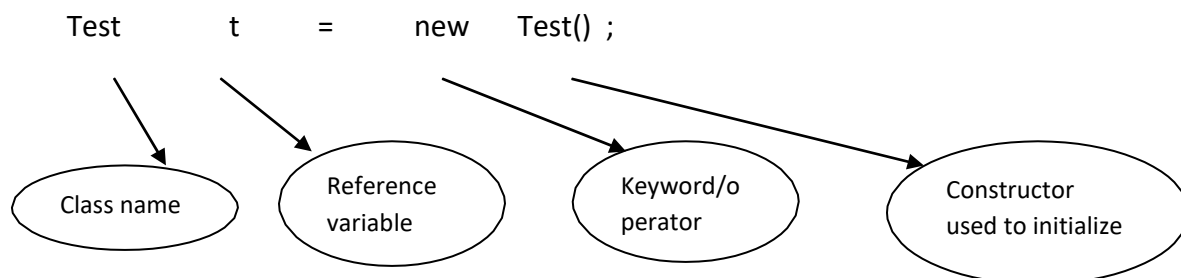 Test t = new Test() ;
Class name
Reference
variable
Keyword/o
perator
Constructor
used to initialize